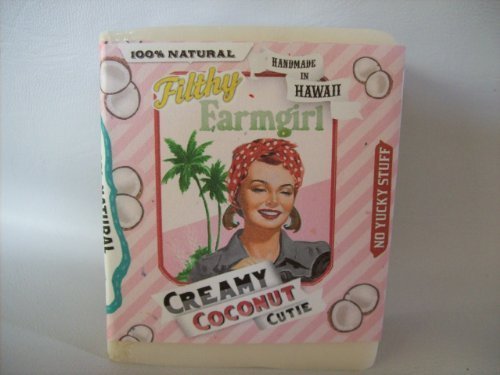 100% NATURAL
HANDMADE
IN
HAWAII
Filthy
Farmgirl
NO YUCKY STUFF
NATURAL
CREAMY
COCONUT
CUTIE